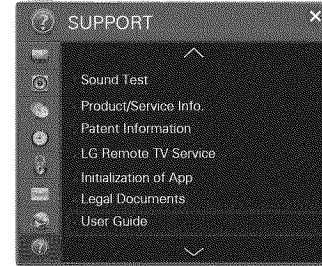 SUPPORT
Sound Test
Product/Service Info.
Patent Information
LG Remote TV Service
Initialization of App
Legal Documents
User Guide